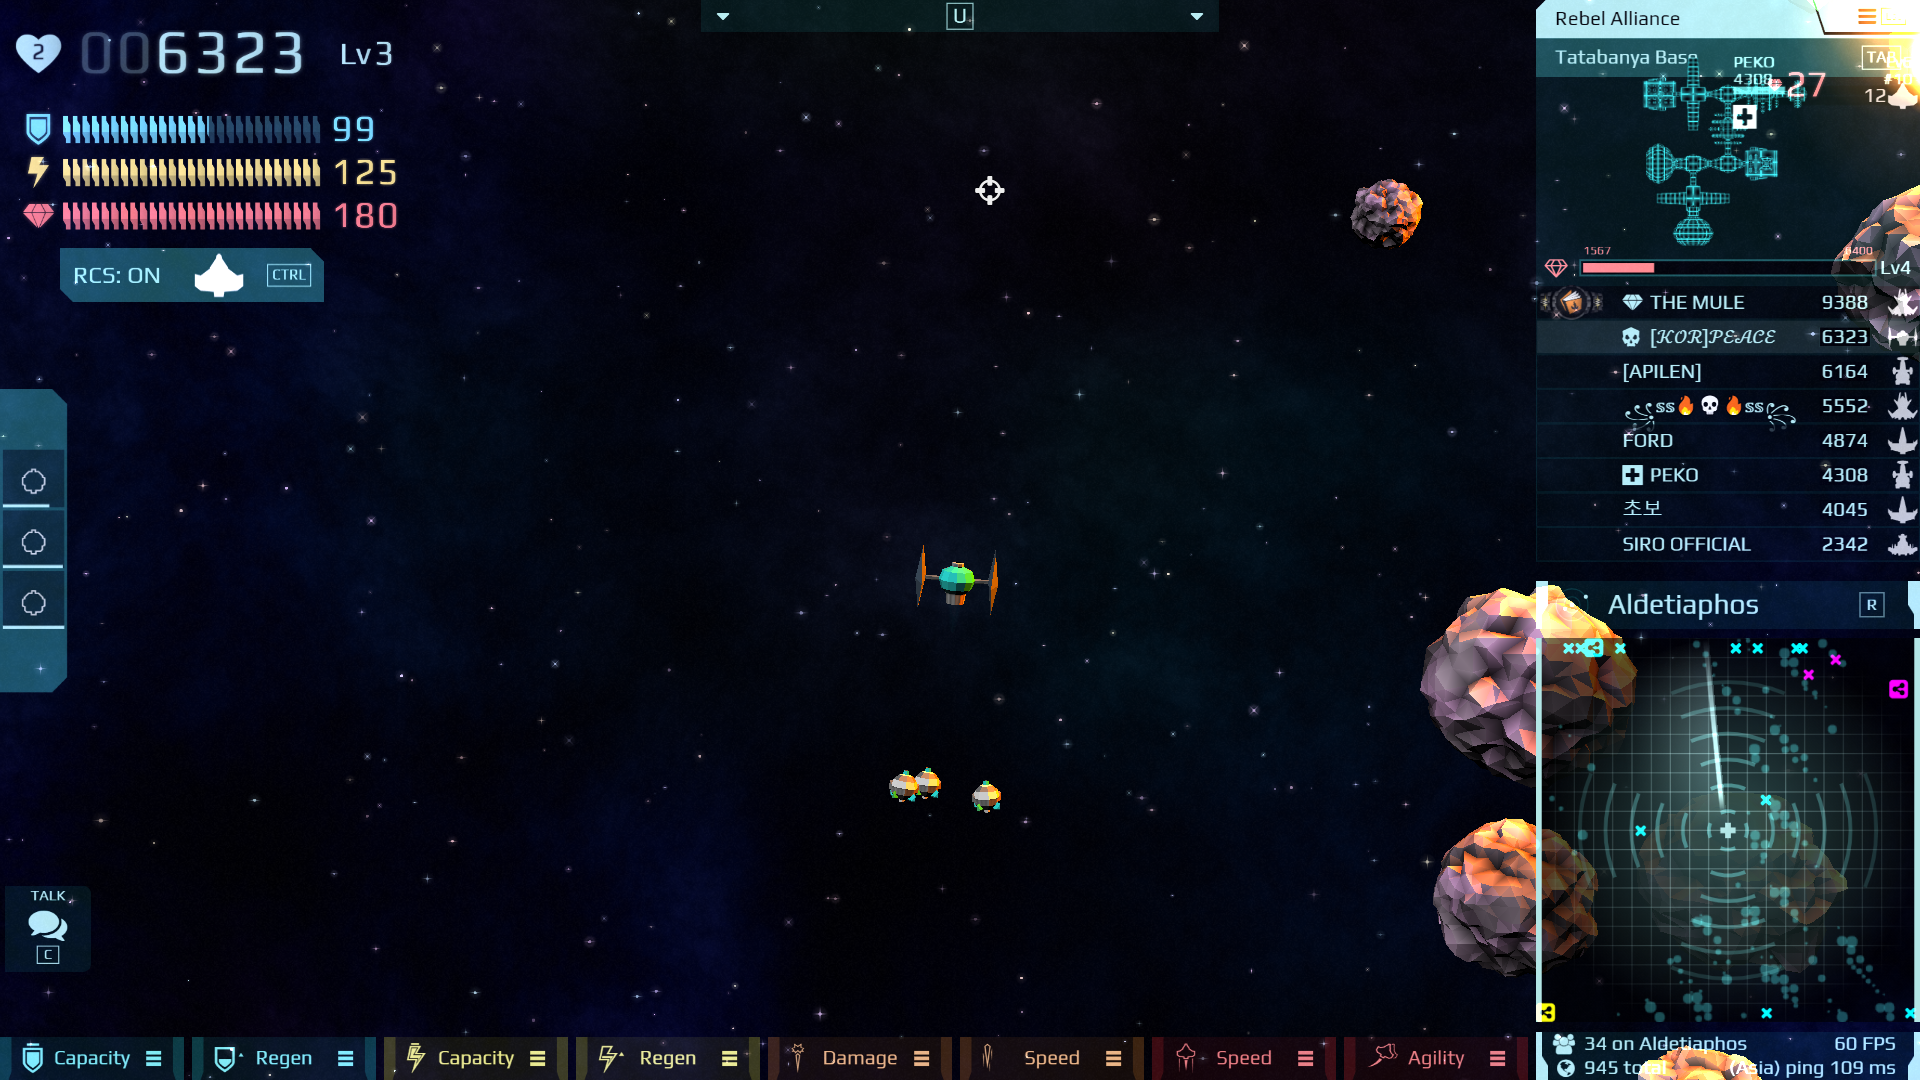 U
2
006323 Lv3
99
125
180
RCS: ON CTRL
TALK
C
Rebel Alliance
Tatabanya Base
TAB
PEKO
4308
27
1567
Lv4
THE MULE 9388
[𝓚𝓞𝓡]𝓟𝓔𝓐𝓒𝓔 6323
[APILEN] 6164
ss🔥💀🔥ss 5552
FORD 4874
PEKO 4308
초보 4045
SIRO OFFICIAL 2342
Aldetiaphos R
34 on Aldetiaphos 60 FPS
945 total (Asia) ping 109 ms
Capacity Regen Capacity Regen Damage Speed Speed Agility